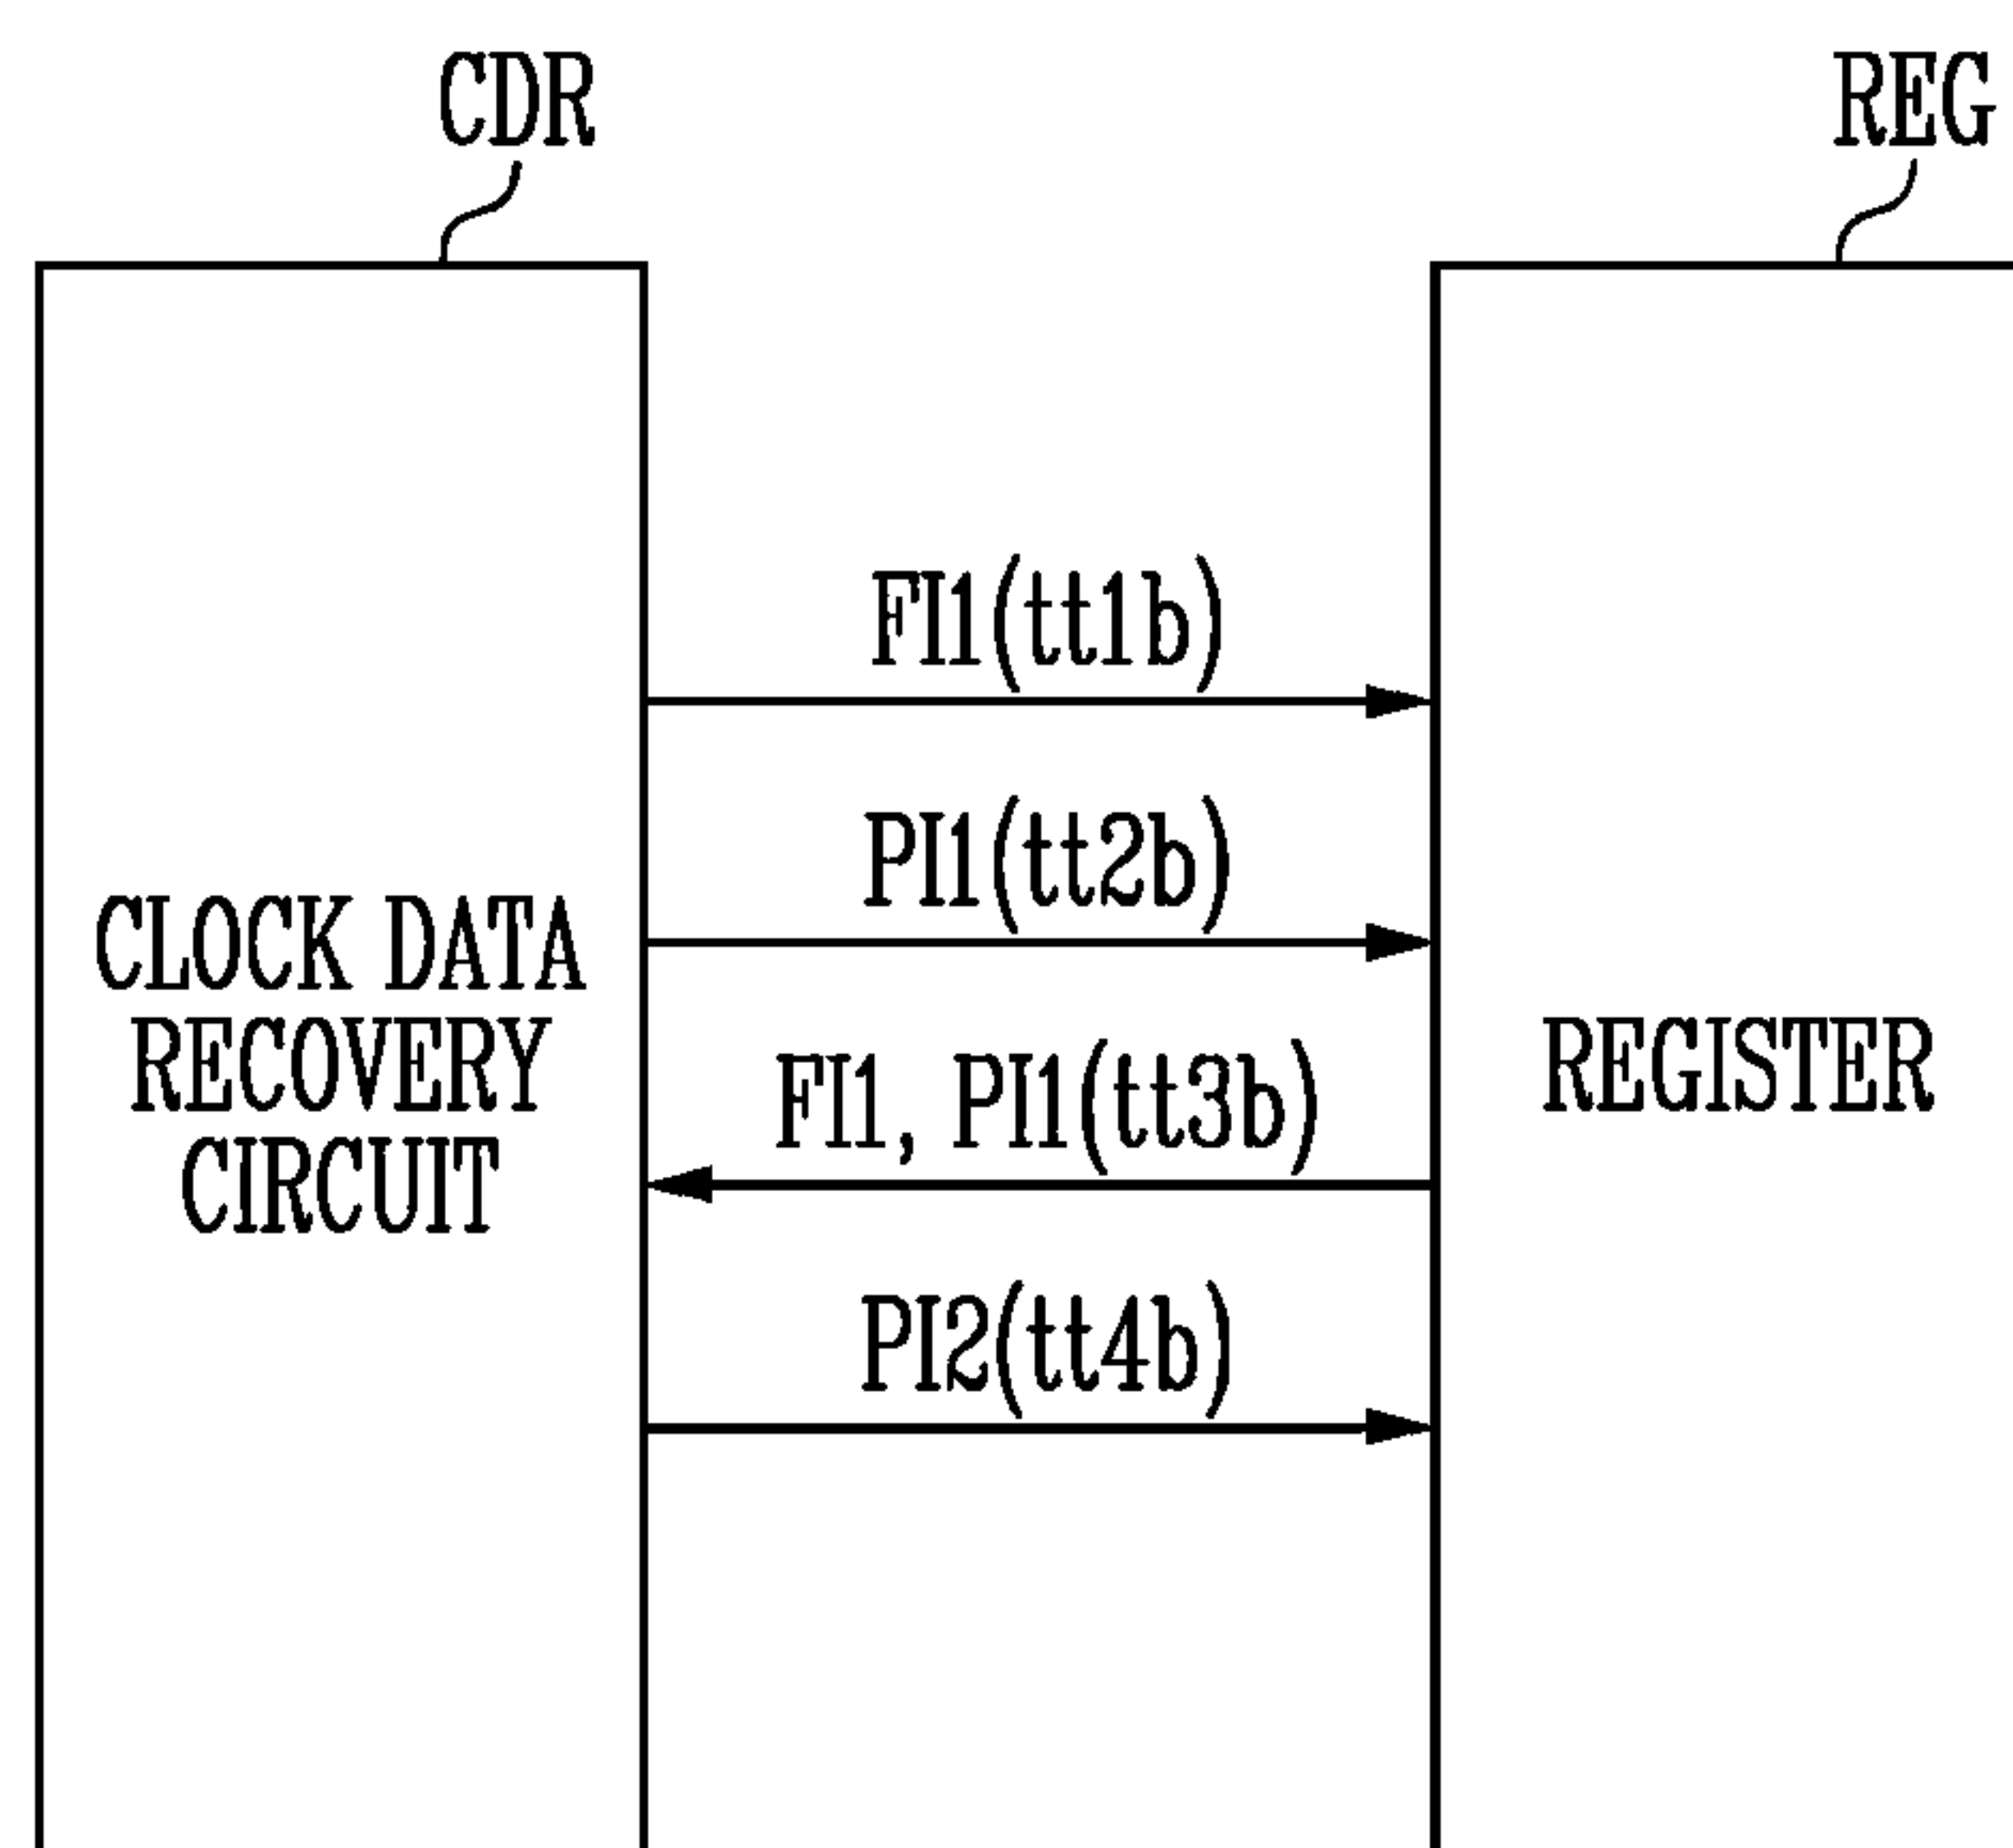 CDR
REG
FI1(tt1b)
PI1(tt2b)
CLOCK DATA
RECOVERY
CIRCUIT
FI1, PI1(tt3b)
REGISTER
PI2(tt4b)